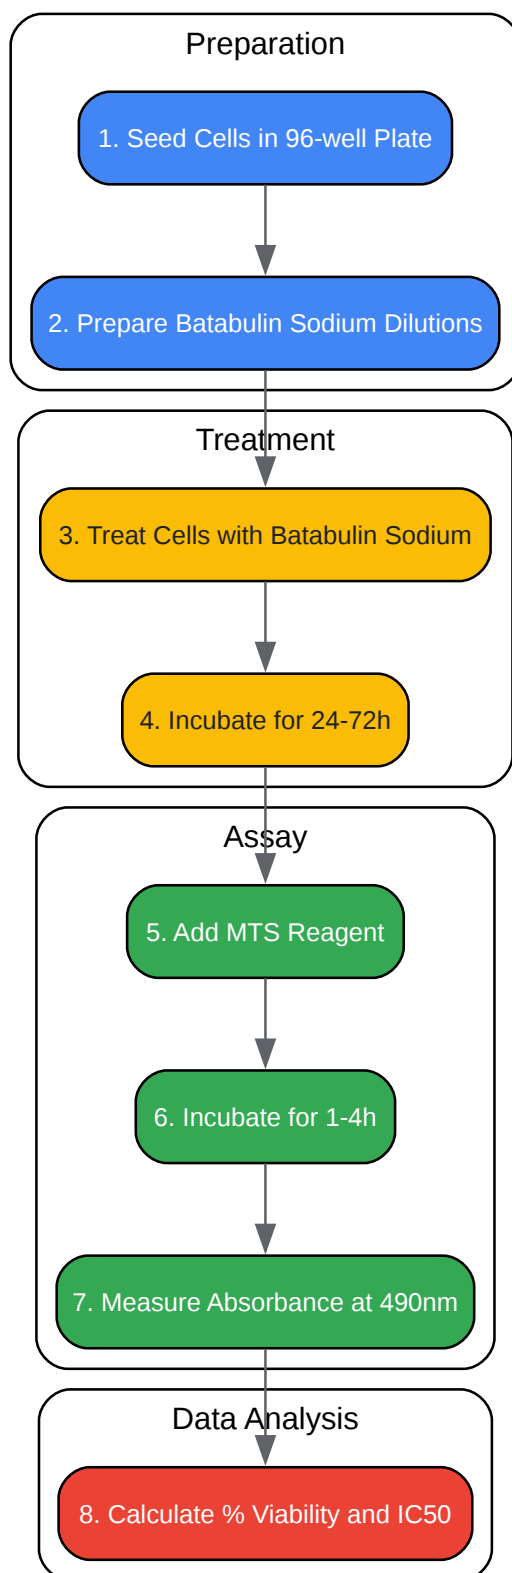 Preparation
1. Seed Cells in 96-well Plate
2. Prepare Batabulin Sodium Dilutions
Treatment
3. Treat Cells with Batabulin Sodium
4. Incubate for 24-72h
Assay
5. Add MTS Reagent
6. Incubate for 1-4h
7. Measure Absorbance at 490nm
Data Analysis
8. Calculate % Viability and IC50